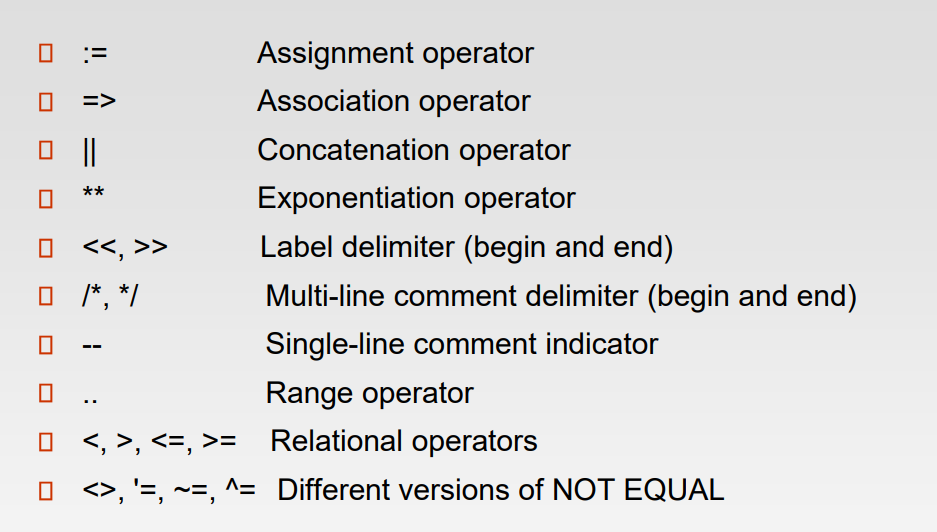 := Assignment operator
=> Association operator
|| Concatenation operator
** Exponentiation operator
<<, >> Label delimiter (begin and end)
/*, */ Multi-line comment delimiter (begin and end)
-- Single-line comment indicator
.. Range operator
<, >, <=, >= Relational operators
<>, '=, ~=, ^= Different versions of NOT EQUAL